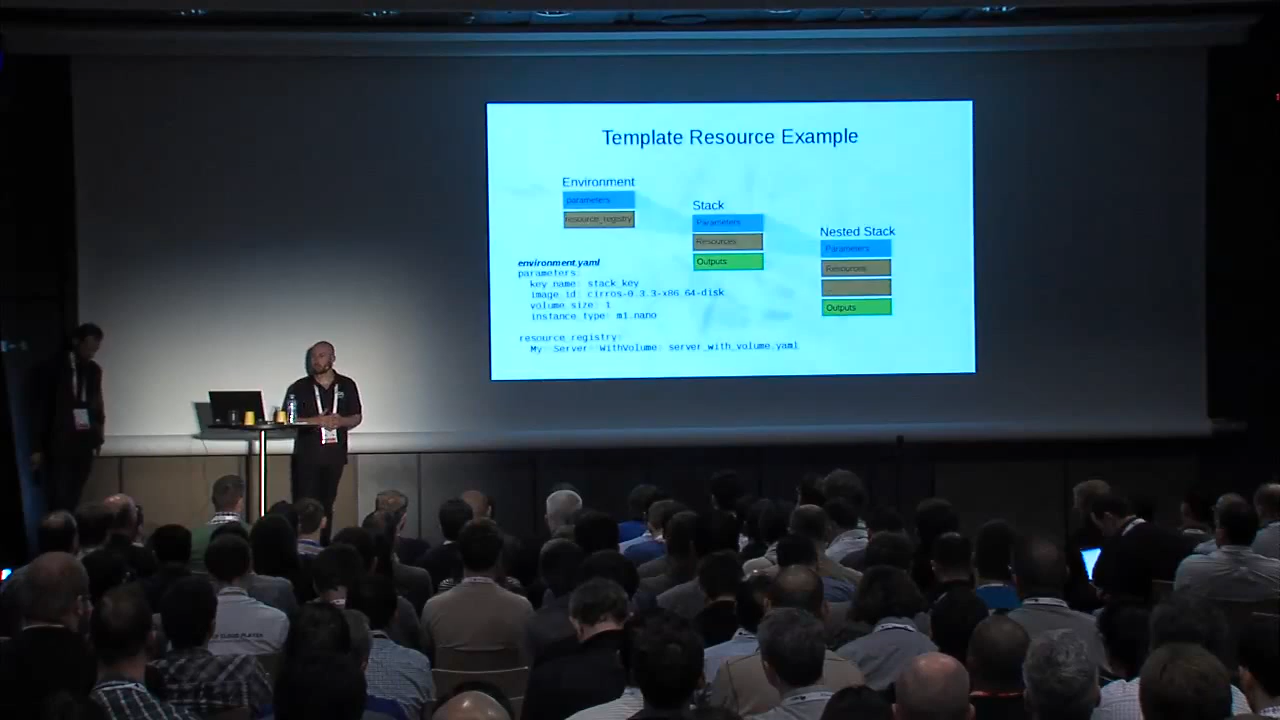 Template Resource Example
Environment
parameters
resource_registry
Stack
Parameters
Resources
Outputs
Nested Stack
Parameters
Resources
...
Outputs
environment.yaml
parameters:
key_name: stack_key
image_id: cirros-0.3.3-x86_64-disk
volume_size: 1
instance_type: m1.nano
resource_registry:
My::Server::WithVolume: server_with_volume.yaml
CLOUD PLAYER